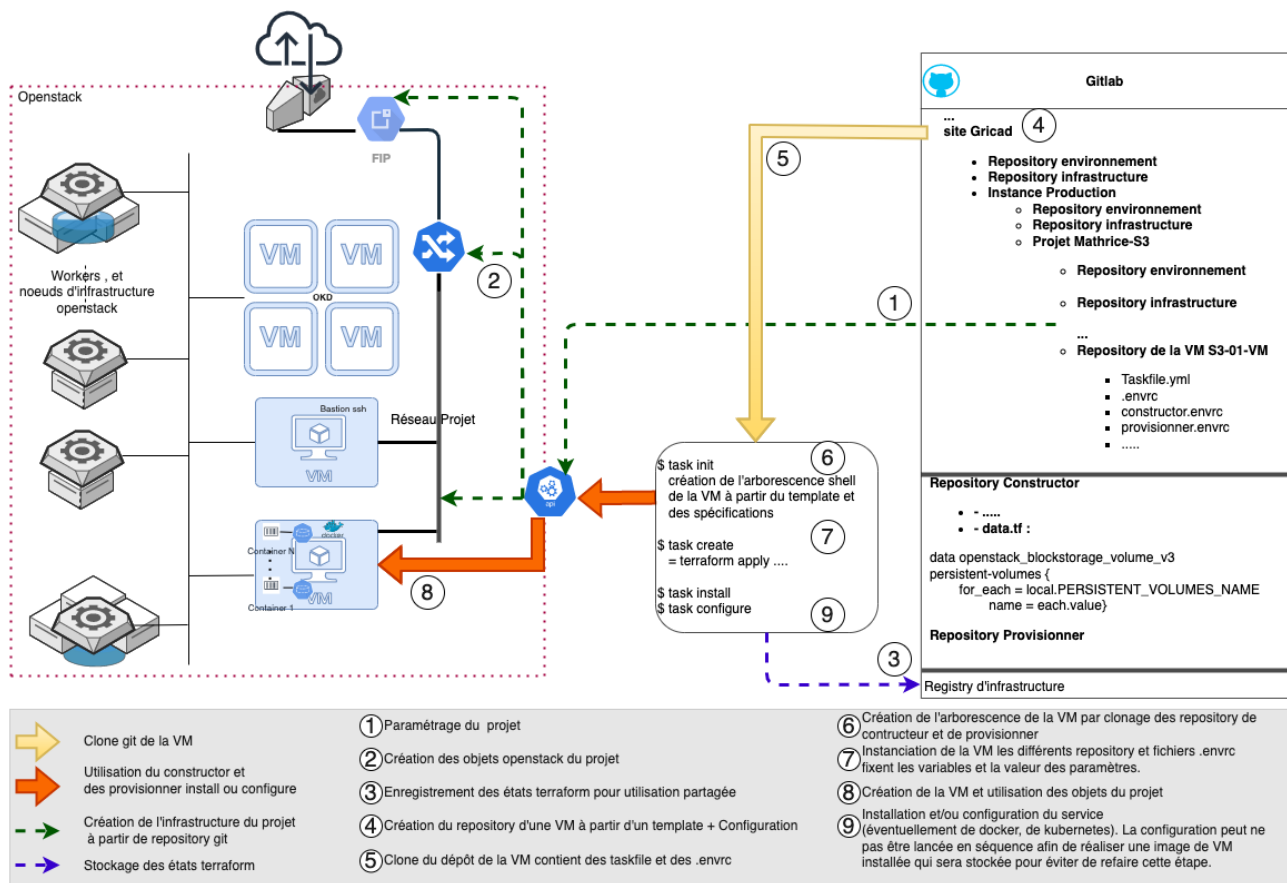 Openstack
FIP
Workers , et
noeuds d'infrastructure
openstack
VM
VM
OKD
VM
VM
②
Bastion ssh
VM
Réseau Projet
api
docker
Container N
Container 1
VM
⑧
⑤
①
$ task init
⑥
création de l'arborescence shell
de la VM à partir du template et
des spécifications
$ task create
⑦
= terraform apply ....
$ task install
$ task configure
⑨
③
Gitlab
...
site Gricad
④
• Repository environnement
• Repository infrastructure
• Instance Production
○ Repository environnement
○ Repository infrastructure
○ Projet Mathrice-S3
○ Repository environnement
○ Repository infrastructure
...
○ Repository de la VM S3-01-VM
▪ Taskfile.yml
▪ .envrc
▪ constructor.envrc
▪ provisionner.envrc
▪ .....
Repository Constructor
• - .....
• - data.tf :
data openstack_blockstorage_volume_v3
persistent-volumes {
for_each = local.PERSISTENT_VOLUMES_NAME
name = each.value}
Repository Provisionner
Registry d'infrastructure
Clone git de la VM
Utilisation du constructor et
des provisionner install ou configure
Création de l'infrastructure du projet
à partir de repository git
Stockage des états terraform
① Paramétrage du projet
② Création des objets openstack du projet
③ Enregistrement des états terraform pour utilisation partagée
④ Création du repository d'une VM à partir d'un template + Configuration
⑤ Clone du dépôt de la VM contient des taskfile et des .envrc
⑥ Création de l'arborescence de la VM par clonage des repository de
contructeur et de provisionner
⑦ Instanciation de la VM les différents repository et fichiers .envrc
fixent les variables et la valeur des paramètres.
⑧ Création de la VM et utilisation des objets du projet
⑨ Installation et/ou configuration du service
(éventuellement de docker, de kubernetes). La configuration peut ne
pas être lancée en séquence afin de réaliser une image de VM
installée qui sera stockée pour éviter de refaire cette étape.